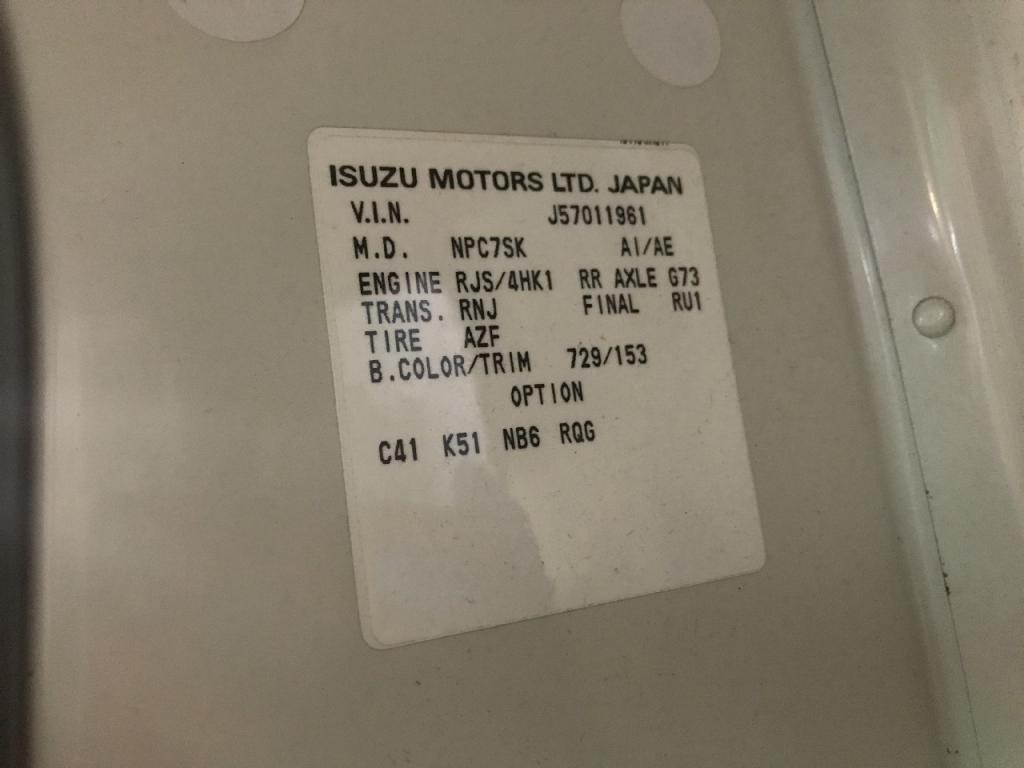 ISUZU MOTORS LTD. JAPAN
V.I.N. J57011961
M.D. NPC7SK AI/AE
ENGINE RJS/4HK1 RR AXLE G73
TRANS. RNJ FINAL RU1
TIRE AZF
B.COLOR/TRIM 729/153
OPTION
C41 K51 NB6 RQG